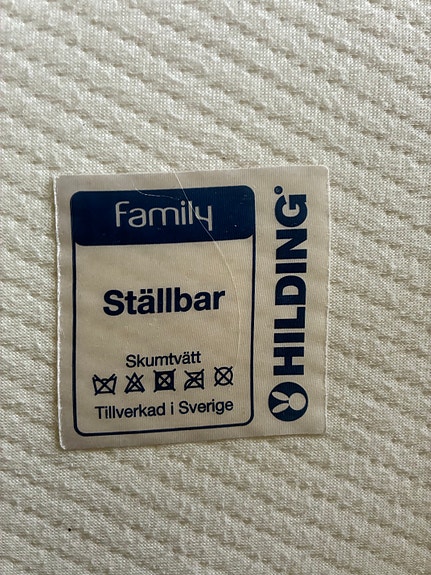 Family
Ställbar
Skumtvätt
Tillverkad i Sverige
HILDING